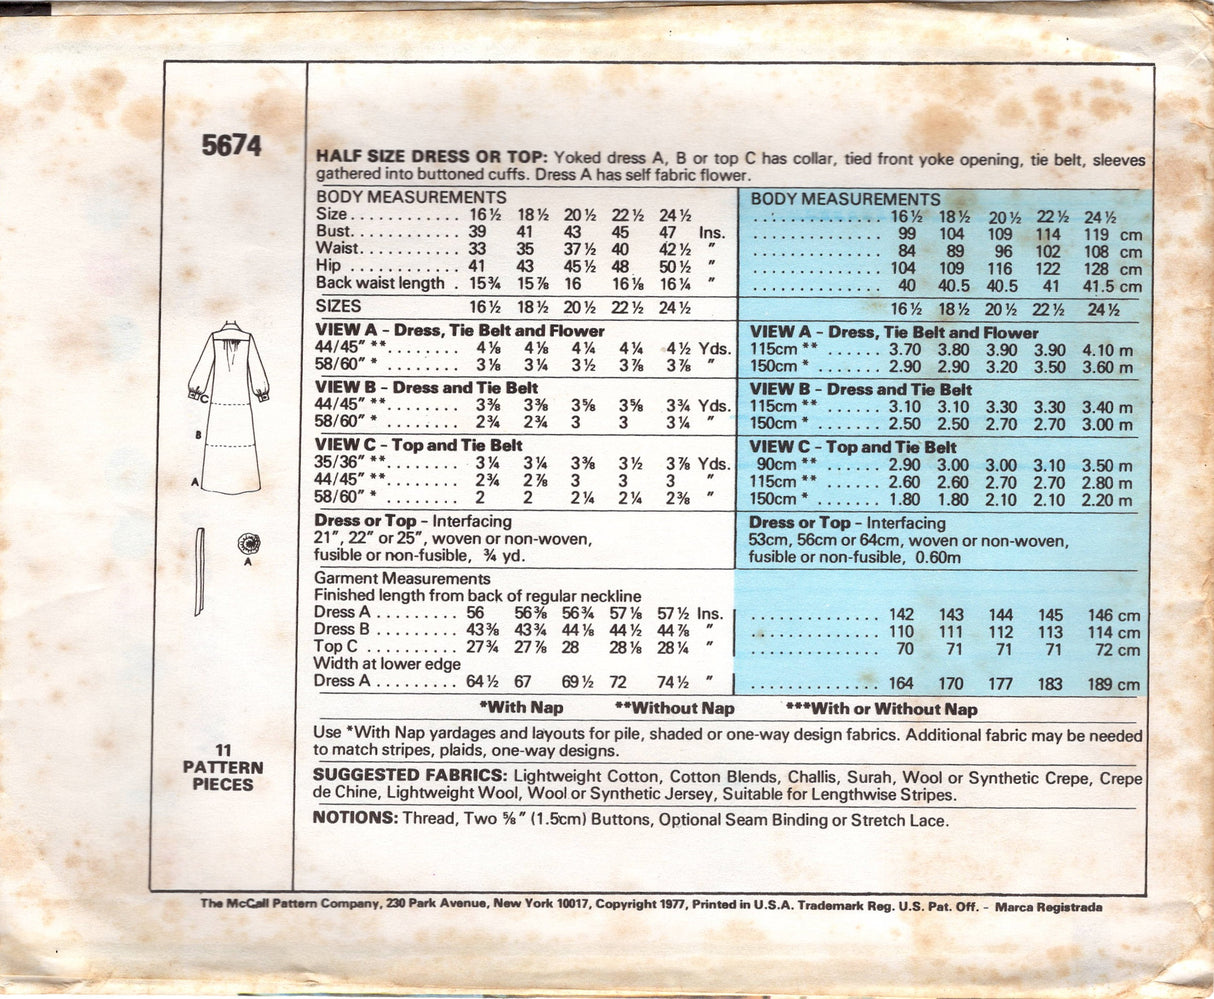 5674
HALF SIZE DRESS OR TOP: Yoked dress A, B or top C has collar, tied front yoke opening, tie belt, sleeves
gathered into buttoned cuffs. Dress A has self fabric flower.
BODY MEASUREMENTS BODY MEASUREMENTS
Size............ 16½ 18½ 20½ 22½ 24½ .............. 16½ 18½ 20½ 22½ 24½
Bust............ 39 41 43 45 47 Ins. .............. 99 104 109 114 119 cm
Waist........... 33 35 37½ 40 42½ " .............. 84 89 96 102 108 cm
Hip ............ 41 43 45½ 48 50½ " .............. 104 109 116 122 128 cm
Back waist length . 15¾ 15⅞ 16 16⅛ 16¼ " .............. 40 40.5 40.5 41 41.5 cm
SIZES 16½ 18½ 20½ 22½ 24½ 16½ 18½ 20½ 22½ 24½
VIEW A – Dress, Tie Belt and Flower VIEW A – Dress, Tie Belt and Flower
44/45" **........ 4⅛ 4⅛ 4¼ 4¼ 4½ Yds. 115cm ** ...... 3.70 3.80 3.90 3.90 4.10 m
58/60" *........ 3⅛ 3¼ 3½ 3⅞ 3⅞ " 150cm * ....... 2.90 2.90 3.20 3.50 3.60 m
VIEW B – Dress and Tie Belt VIEW B – Dress and Tie Belt
44/45" **........ 3⅜ 3⅜ 3⅝ 3⅝ 3¾ Yds. 115cm ** ...... 3.10 3.10 3.30 3.30 3.40 m
58/60" *........ 2¾ 2¾ 3 3 3¼ " 150cm * ....... 2.50 2.50 2.70 2.70 3.00 m
VIEW C – Top and Tie Belt VIEW C – Top and Tie Belt
35/36" **........ 3¼ 3¼ 3⅜ 3½ 3⅞ Yds. 90cm ** ...... 2.90 3.00 3.00 3.10 3.50 m
44/45" **........ 2¾ 2⅞ 3 3 3 " 115cm ** ...... 2.60 2.60 2.70 2.70 2.80 m
58/60" * ........ 2 2 2¼ 2¼ 2⅜ " 150cm * ....... 1.80 1.80 2.10 2.10 2.20 m
Dress or Top – Interfacing Dress or Top – Interfacing
21", 22" or 25", woven or non-woven, 53cm, 56cm or 64cm, woven or non-woven,
fusible or non-fusible, ¾ yd. fusible or non-fusible, 0.60m
Garment Measurements
Finished length from back of regular neckline
Dress A ......... 56 56⅜ 56¾ 57⅛ 57½ Ins. .............. 142 143 144 145 146 cm
Dress B ......... 43⅜ 43¾ 44⅛ 44½ 44⅞ " .............. 110 111 112 113 114 cm
Top C .......... 27¾ 27⅞ 28 28⅛ 28¼ " .............. 70 71 71 71 72 cm
Width at lower edge
Dress A ......... 64½ 67 69½ 72 74½ " .............. 164 170 177 183 189 cm
*With Nap **Without Nap ***With or Without Nap
Use *With Nap yardages and layouts for pile, shaded or one-way design fabrics. Additional fabric may be needed
to match stripes, plaids, one-way designs.
SUGGESTED FABRICS: Lightweight Cotton, Cotton Blends, Challis, Surah, Wool or Synthetic Crepe, Crepe
de Chine, Lightweight Wool, Wool or Synthetic Jersey, Suitable for Lengthwise Stripes.
NOTIONS: Thread, Two ⅝" (1.5cm) Buttons, Optional Seam Binding or Stretch Lace.
C
B
A
A
11
PATTERN
PIECES
The McCall Pattern Company, 230 Park Avenue, New York 10017, Copyright 1977, Printed in U.S.A. Trademark Reg. U.S. Pat. Off. – Marca Registrada